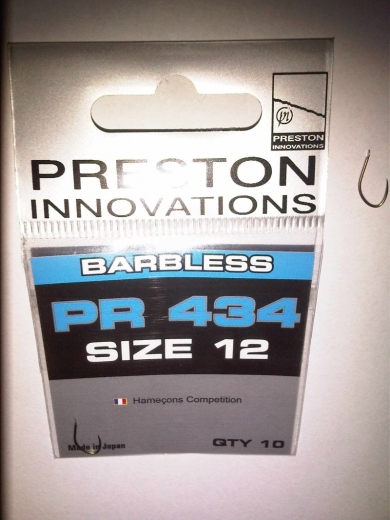 PRESTON
INNOVATIONS
PRESTON
INNOVATIONS
BARBLESS
PR 434
SIZE 12
Hameçons Competition
Made in Japan
QTY 10